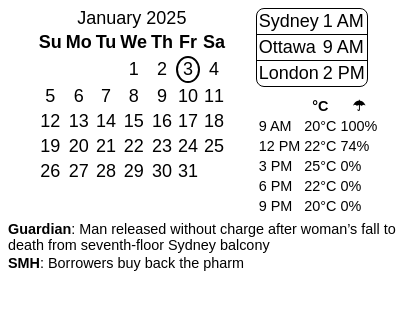 January 2025
Su Mo Tu We Th Fr Sa
1 2 3 4
5 6 7 8 9 10 11
12 13 14 15 16 17 18
19 20 21 22 23 24 25
26 27 28 29 30 31
Sydney 1 AM
Ottawa 9 AM
London 2 PM
°C ☂
9 AM 20°C 100%
12 PM 22°C 74%
3 PM 25°C 0%
6 PM 22°C 0%
9 PM 20°C 0%
Guardian: Man released without charge after woman’s fall to
death from seventh-floor Sydney balcony
SMH: Borrowers buy back the pharm